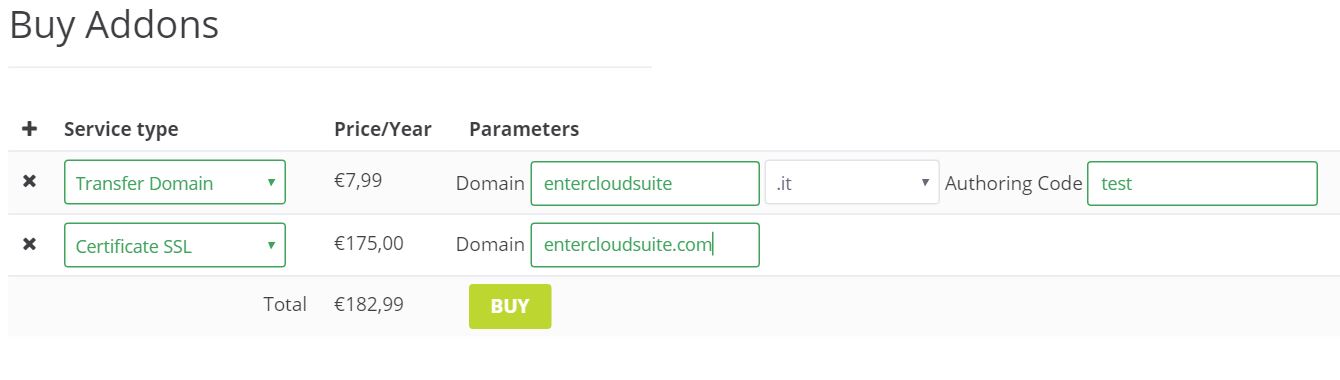 Buy Addons
+ Service type Price/Year Parameters
Transfer Domain €7,99 Domain entercloudsuite .it Authoring Code test
Certificate SSL €175,00 Domain entercloudsuite.com
Total €182,99 BUY